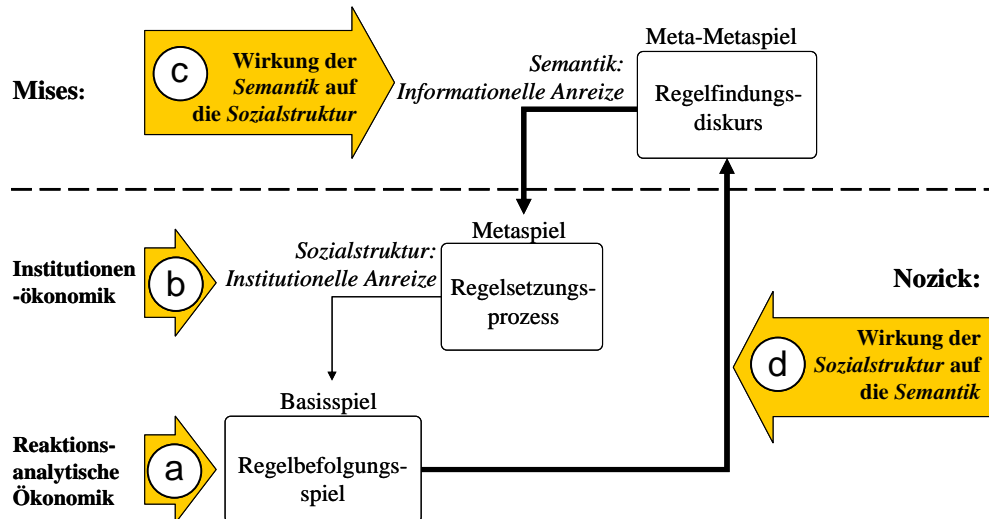 Mises:
c
Wirkung der
Semantik auf
die Sozialstruktur
Semantik:
Informationelle Anreize
Meta-Metaspiel
Regelfindungs-
diskurs
Institutionen
-ökonomik
b
Sozialstruktur:
Institutionelle Anreize
Metaspiel
Regelsetzungs-
prozess
Nozick:
d
Wirkung der
Sozialstruktur auf
die Semantik
Reaktions-
analytische
Ökonomik
a
Basisspiel
Regelbefolgungs-
spiel